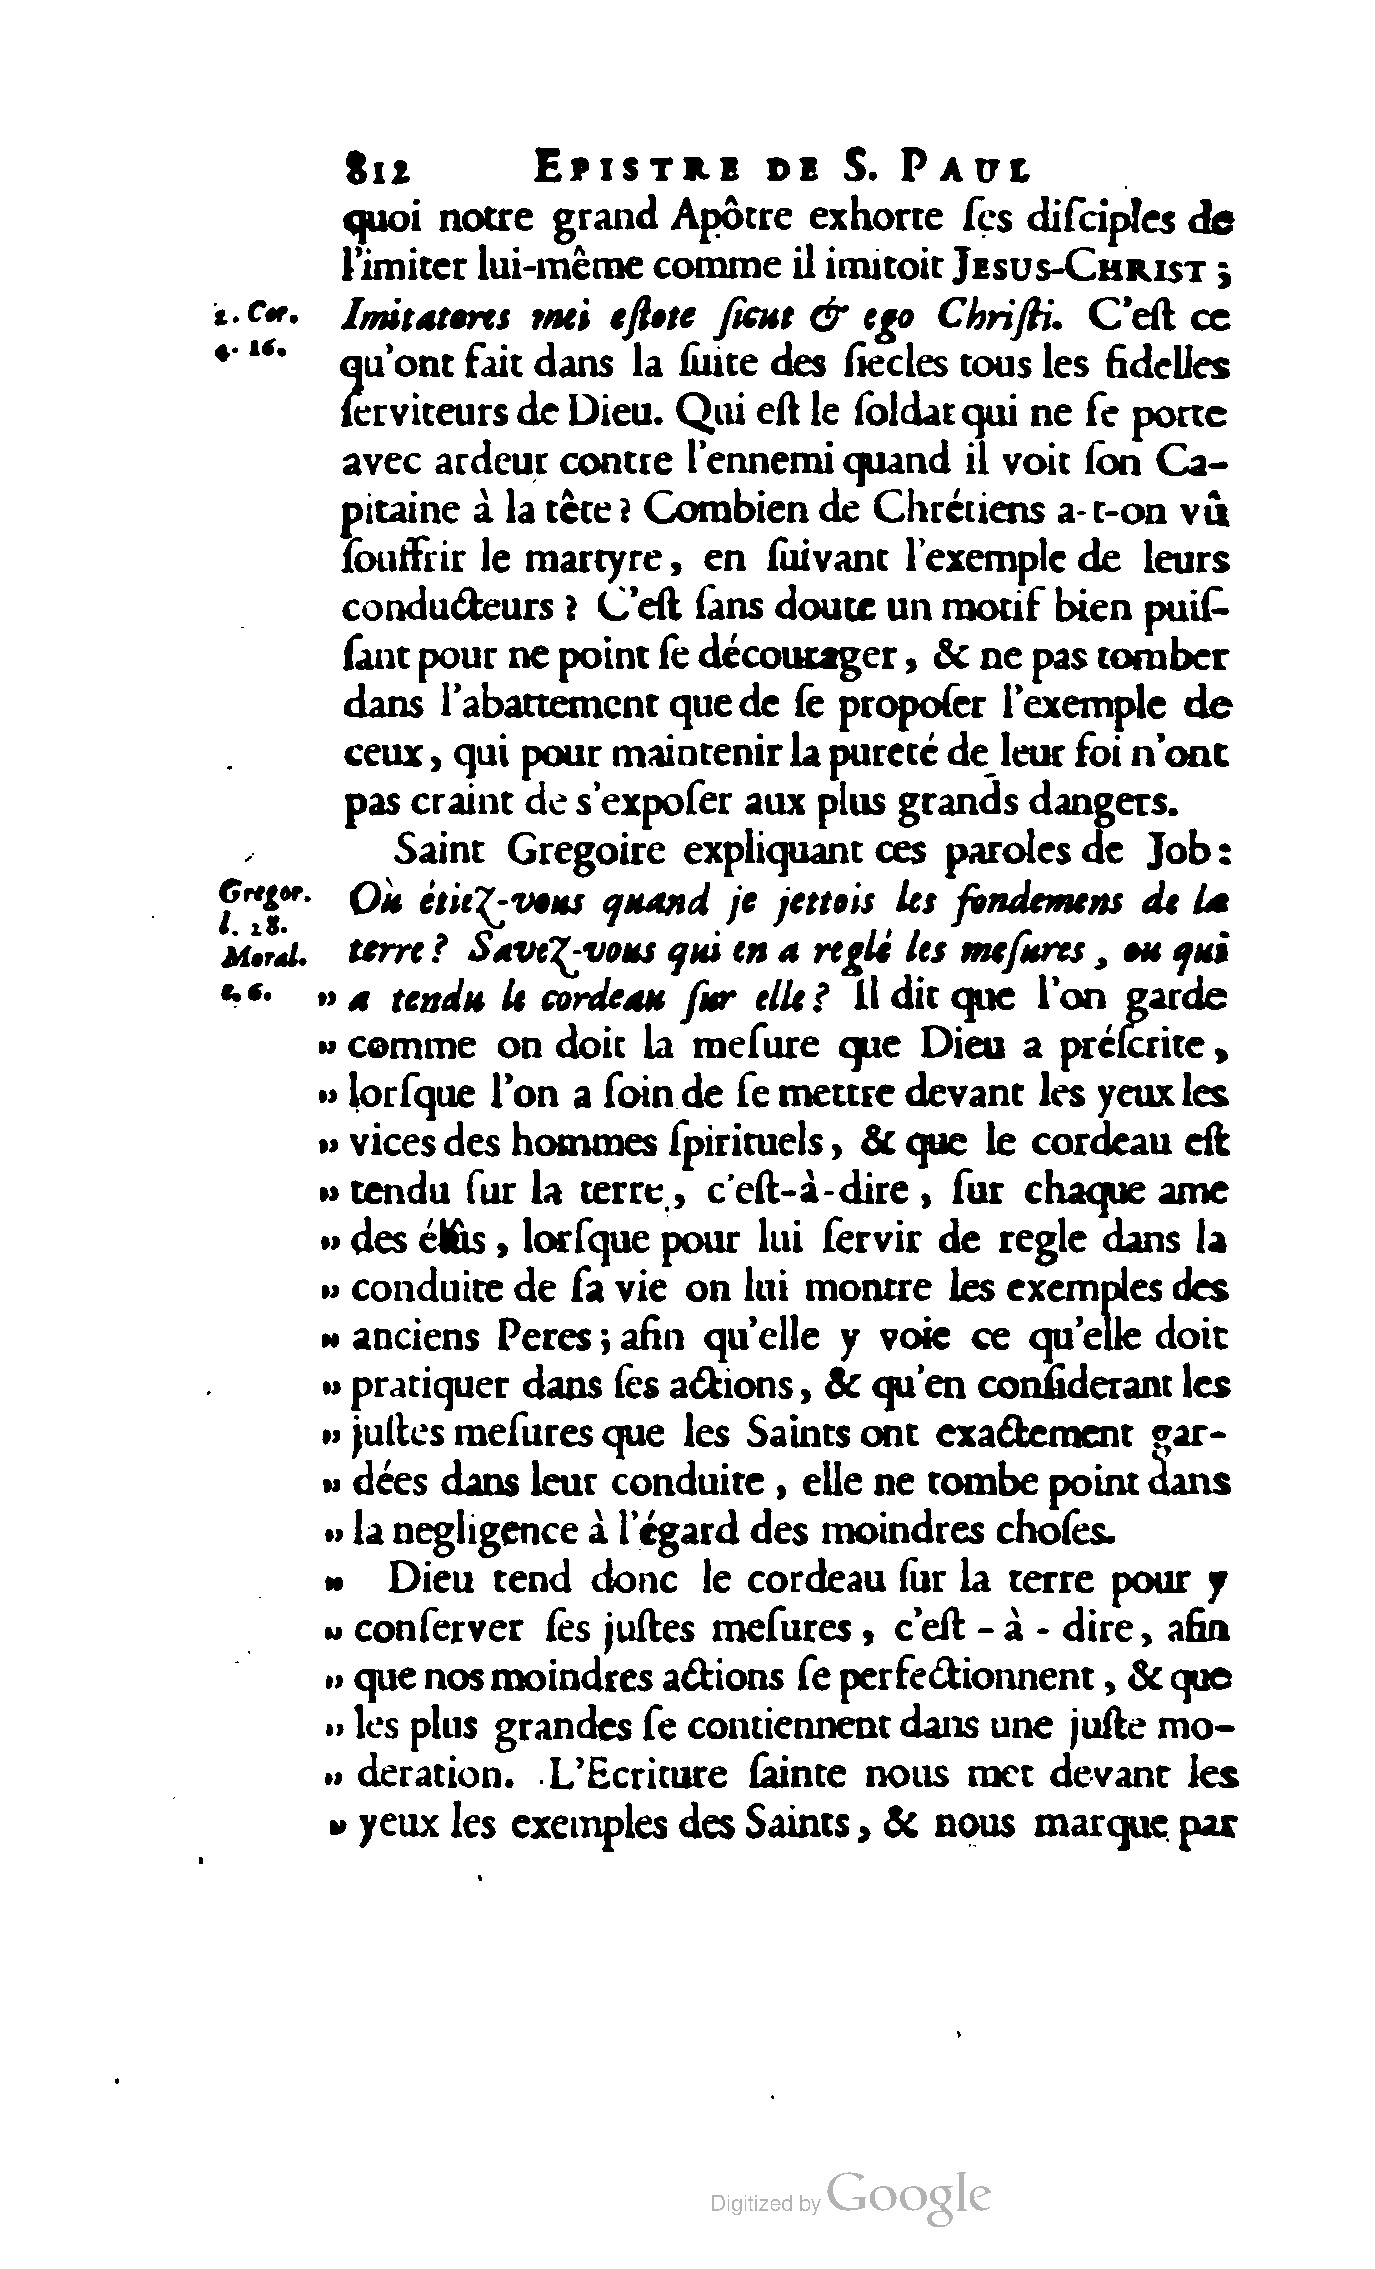 812 EPISTRE DE S. PAUL
quoi notre grand Apôtre exhorte ſes diſciples de
l'imiter lui-même comme il imitoit JESUS-CHRIST ;
1. Cor. Imitatores mei eſtote ſicut & ego Chriſti. C'eſt ce
4. 16. qu'ont fait dans la ſuite des ſiecles tous les fidelles
ſerviteurs de Dieu. Qui eſt le ſoldat qui ne ſe porte
avec ardeur contre l'ennemi quand il voit ſon Ca-
pitaine à la tête ? Combien de Chrétiens a-t-on vû
ſouffrir le martyre, en ſuivant l'exemple de leurs
conducteurs ? C'eſt ſans doute un motif bien puiſ-
ſant pour ne point ſe décourager, & ne pas tomber
dans l'abattement que de ſe propoſer l'exemple de
ceux, qui pour maintenir la pureté de leur foi n'ont
pas craint de s'expoſer aux plus grands dangers.
Saint Gregoire expliquant ces paroles de Job :
Gregor. Où étiez-vous quand je jettois les fondemens de la
l. 28.
Moral. terre ? Savez-vous qui en a reglé les meſures, ou qui
c. 6. " a tendu le cordeau ſur elle ? Il dit que l'on garde
" comme on doit la meſure que Dieu a préſcrite,
" lorſque l'on a ſoin de ſe mettre devant les yeux les
" vices des hommes ſpirituels, & que le cordeau eſt
" tendu ſur la terre, c'eſt-à-dire, ſur chaque ame
" des élûs, lorſque pour lui ſervir de regle dans la
" conduite de ſa vie on lui montre les exemples des
" anciens Peres ; afin qu'elle y voie ce qu'elle doit
" pratiquer dans ſes actions, & qu'en conſiderant les
" juſtes meſures que les Saints ont exactement gar-
" dées dans leur conduite, elle ne tombe point dans
" la negligence à l'égard des moindres choſes.
" Dieu tend donc le cordeau ſur la terre pour y
" conſerver ſes juſtes meſures, c'eſt-à-dire, afin
" que nos moindres actions ſe perfectionnent, & que
" les plus grandes ſe contiennent dans une juſte mo-
" deration. L'Ecriture ſainte nous met devant les
" yeux les exemples des Saints, & nous marque par
Digitized by Google